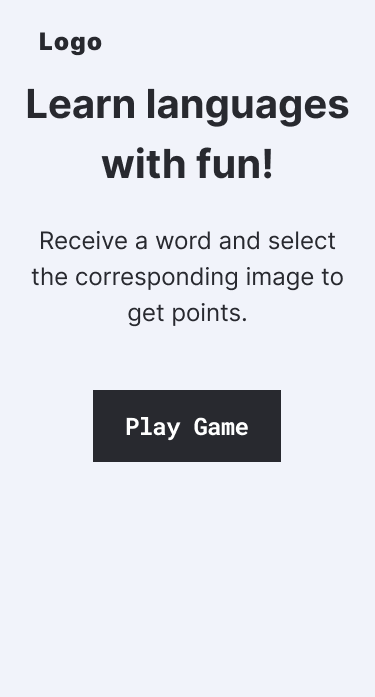 Logo
Learn languages
with fun!
Receive a word and select
the corresponding image to
get points.
Play Game